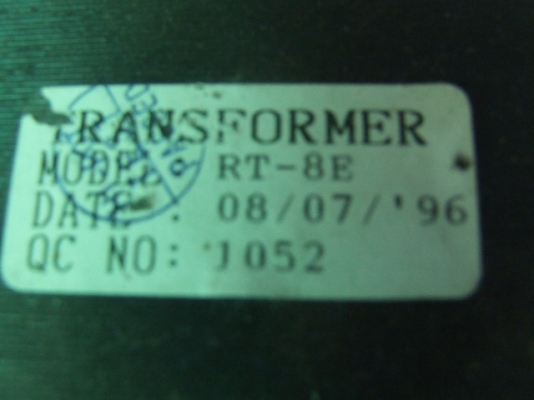 TRANSFORMER
MODEL RT-8E
DATE : 08/07/'96
QC NO: 1052